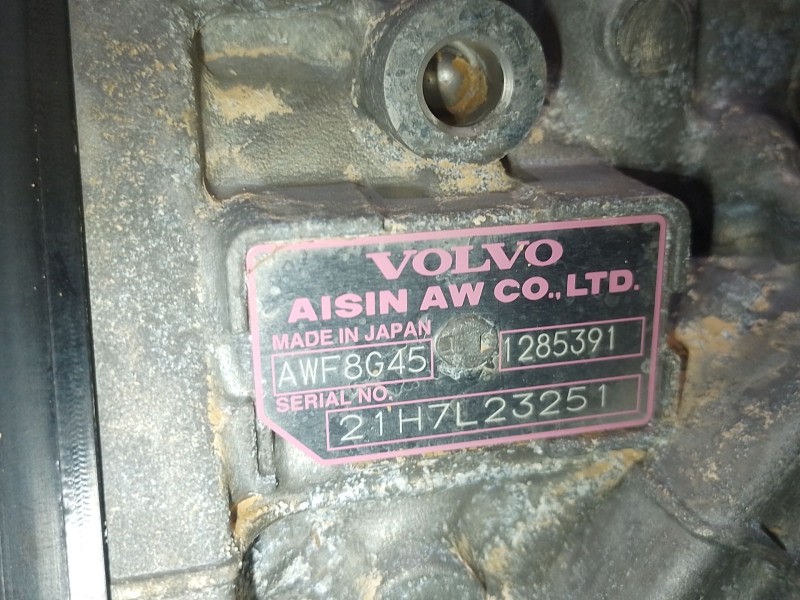 VOLVO
AISIN AW CO., LTD.
MADE IN JAPAN
AWF8G45 1285391
SERIAL NO.
21H7L23251